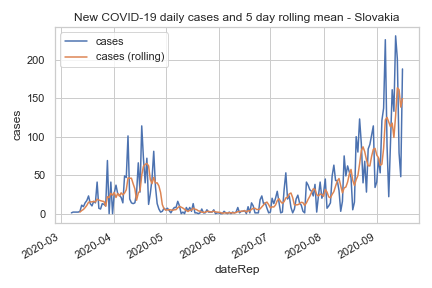 New COVID-19 daily cases and 5 day rolling mean - Slovakia
cases
cases (rolling)
200
150
100
50
0
cases
2020-03
2020-04
2020-05
2020-06
2020-07
2020-08
2020-09
dateRep